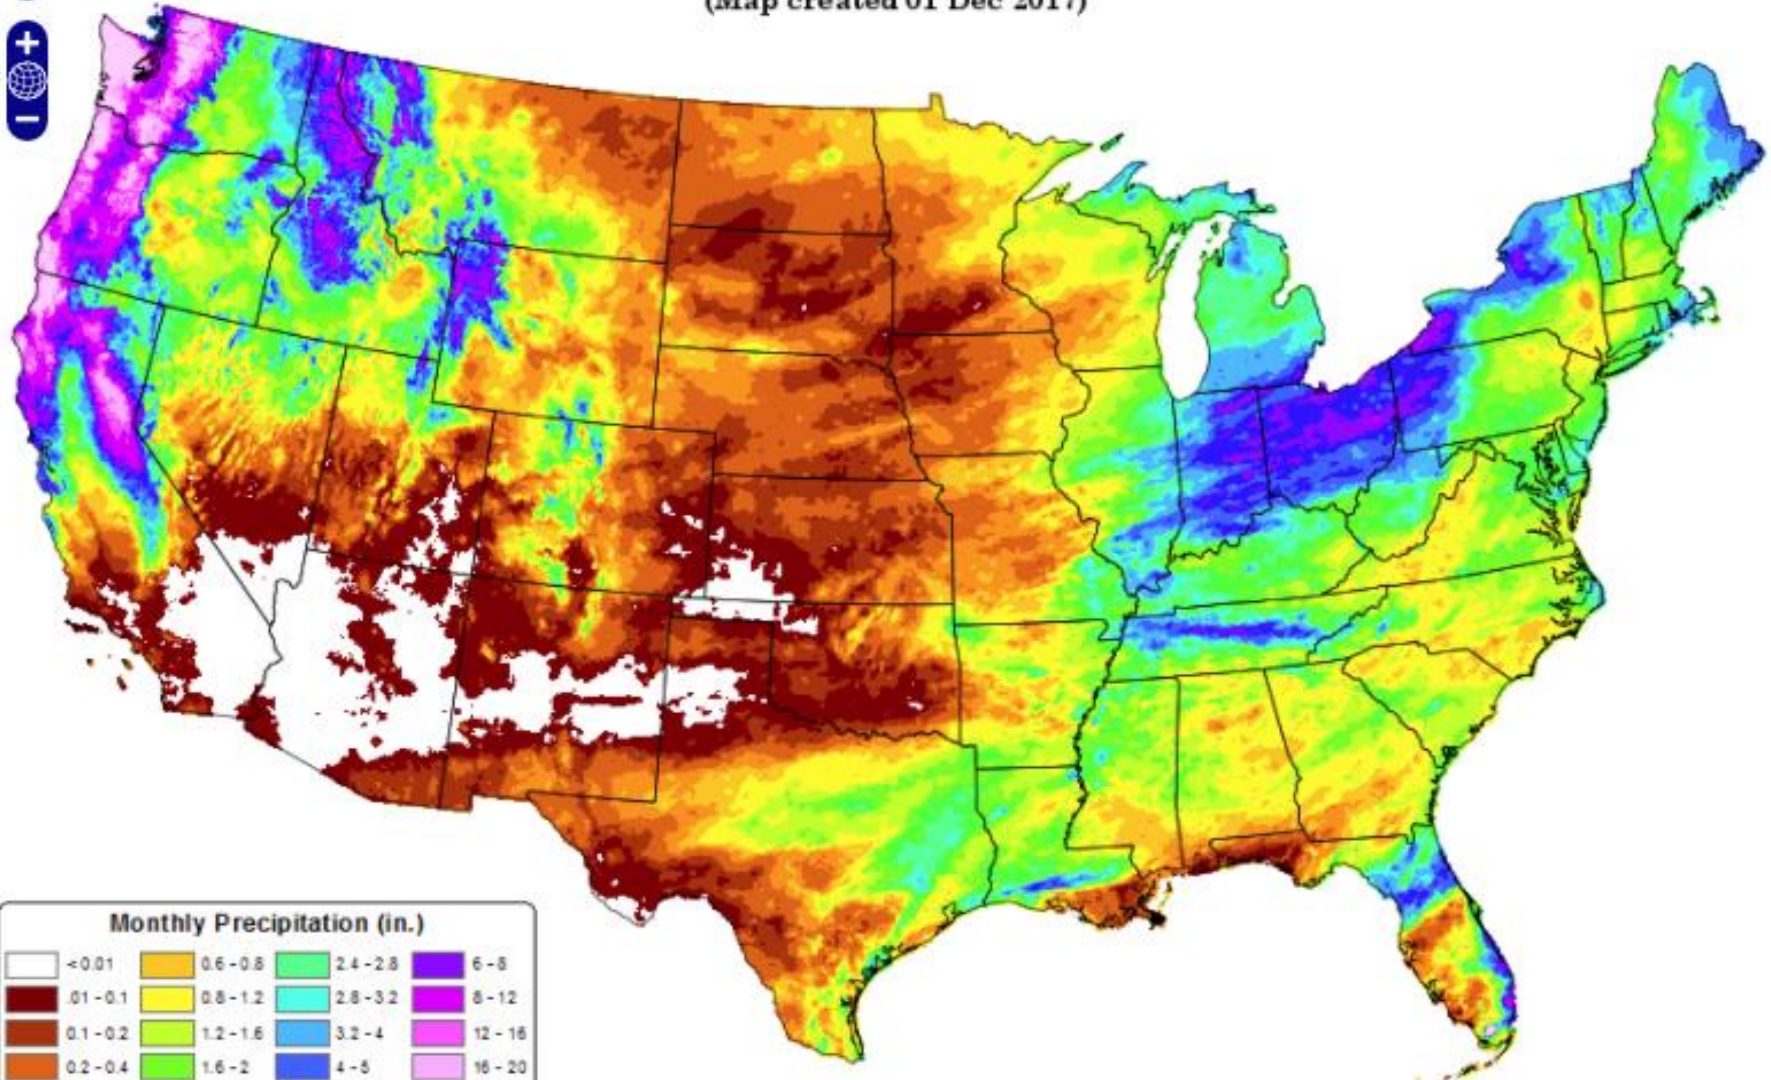 (Map created 01 Dec 2017)
Monthly Precipitation (in.)
<0.01 0.6 - 0.8 2.4 - 2.8 6 - 8
.01 - 0.1 0.8 - 1.2 2.8 - 3.2 8 - 12
0.1 - 0.2 1.2 - 1.6 3.2 - 4 12 - 16
0.2 - 0.4 1.6 - 2 4 - 5 16 - 20